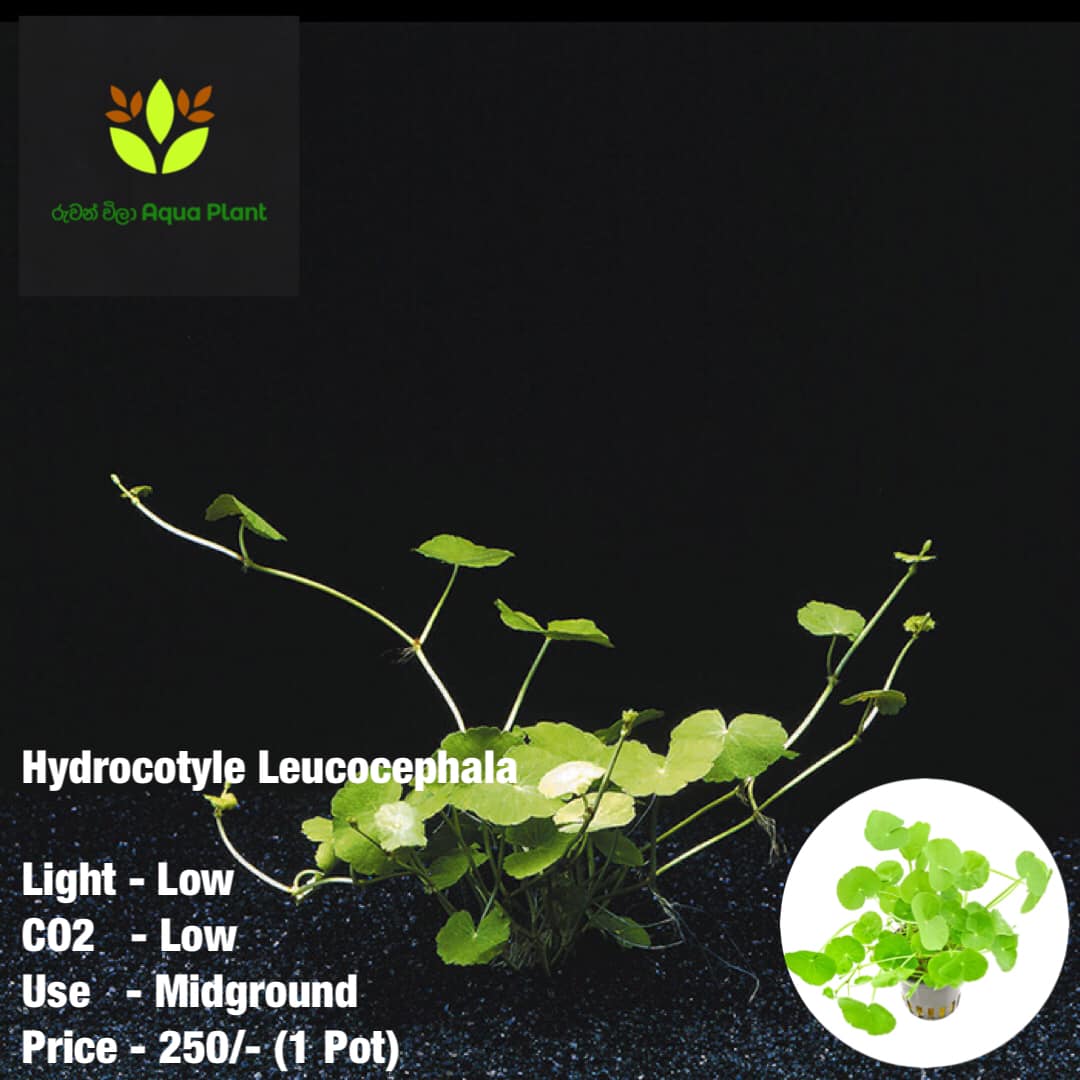 රුවන් විලා Aqua Plant
Hydrocotyle Leucocephala
Light - Low
CO2 - Low
Use - Midground
Price - 250/- (1 Pot)